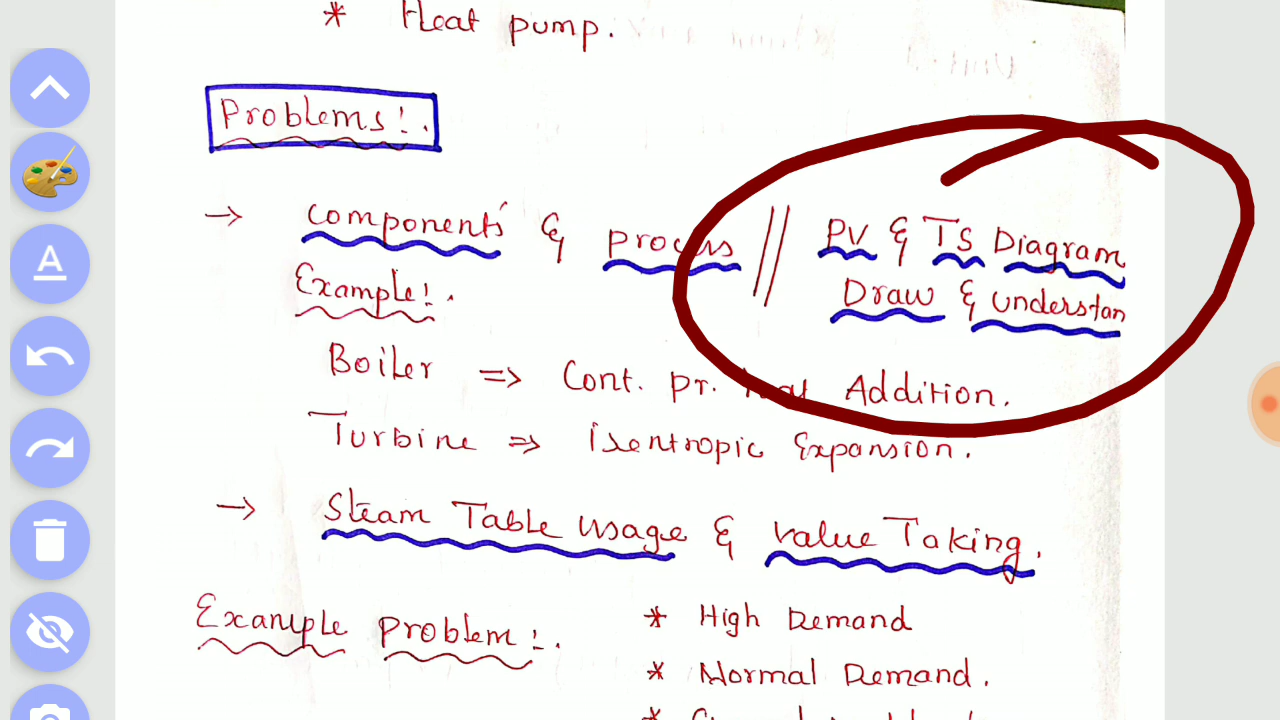 * Heat pump.
Problems!.
→ components & process // PV & TS Diagram
Draw & understan
Example!.
Boiler => Cont. pr. Heat Addition.
Turbine => isentropic Expansion.
→ Steam Table usage & value Taking.
Example problem!.
* High Demand
* Normal Demand.
*
A